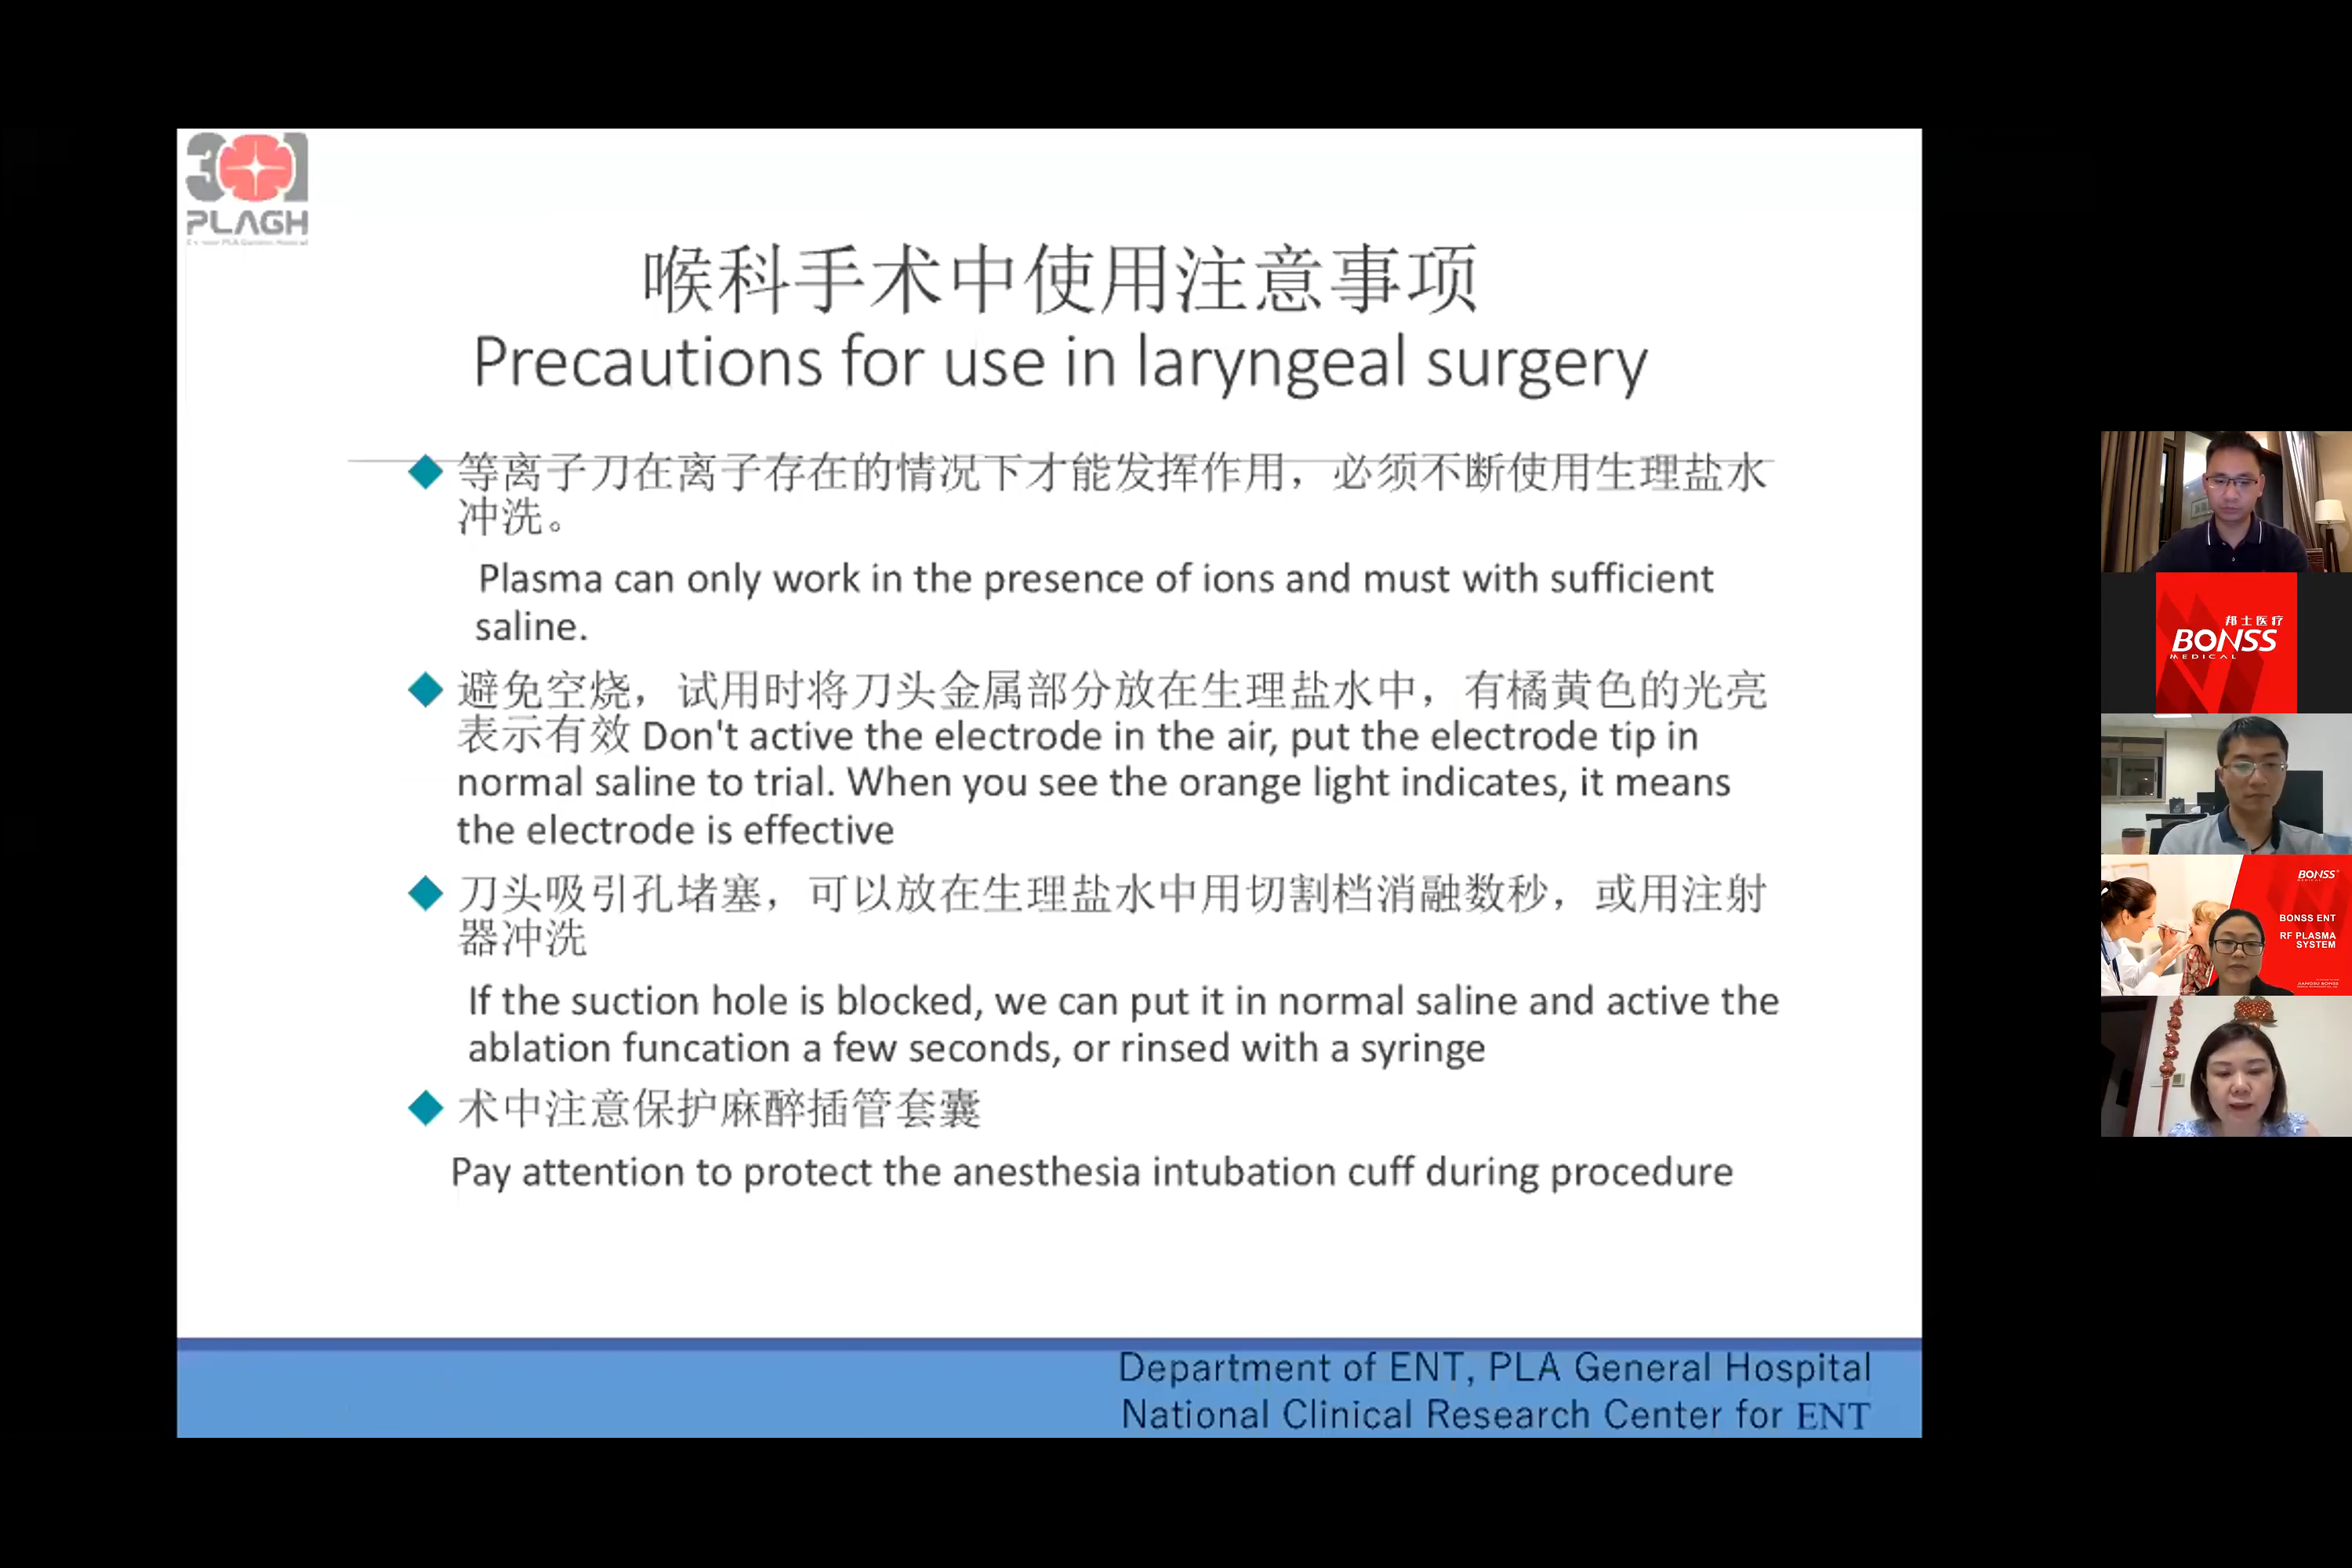 301
PLAGH
喉科手术中使用注意事项
Precautions for use in laryngeal surgery
等离子刀在离子存在的情况下才能发挥作用，必须不断使用生理盐水
冲洗。
Plasma can only work in the presence of ions and must with sufficient
saline.
避免空烧，试用时将刀头金属部分放在生理盐水中，有橘黄色的光亮
表示有效 Don't active the electrode in the air, put the electrode tip in
normal saline to trial. When you see the orange light indicates, it means
the electrode is effective
刀头吸引孔堵塞，可以放在生理盐水中用切割档消融数秒，或用注射
器冲洗
If the suction hole is blocked, we can put it in normal saline and active the
ablation funcation a few seconds, or rinsed with a syringe
术中注意保护麻醉插管套囊
Pay attention to protect the anesthesia intubation cuff during procedure
Department of ENT, PLA General Hospital
National Clinical Research Center for ENT
邦士医疗
BONSS
MEDICAL
BONSS
BONSS ENT
RF PLASMA
SYSTEM